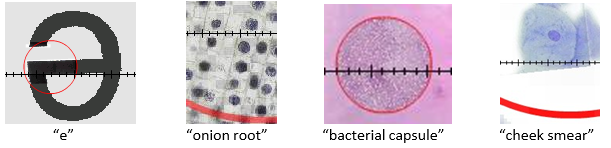 "e" "onion root" "bacterial capsule" "cheek smear"